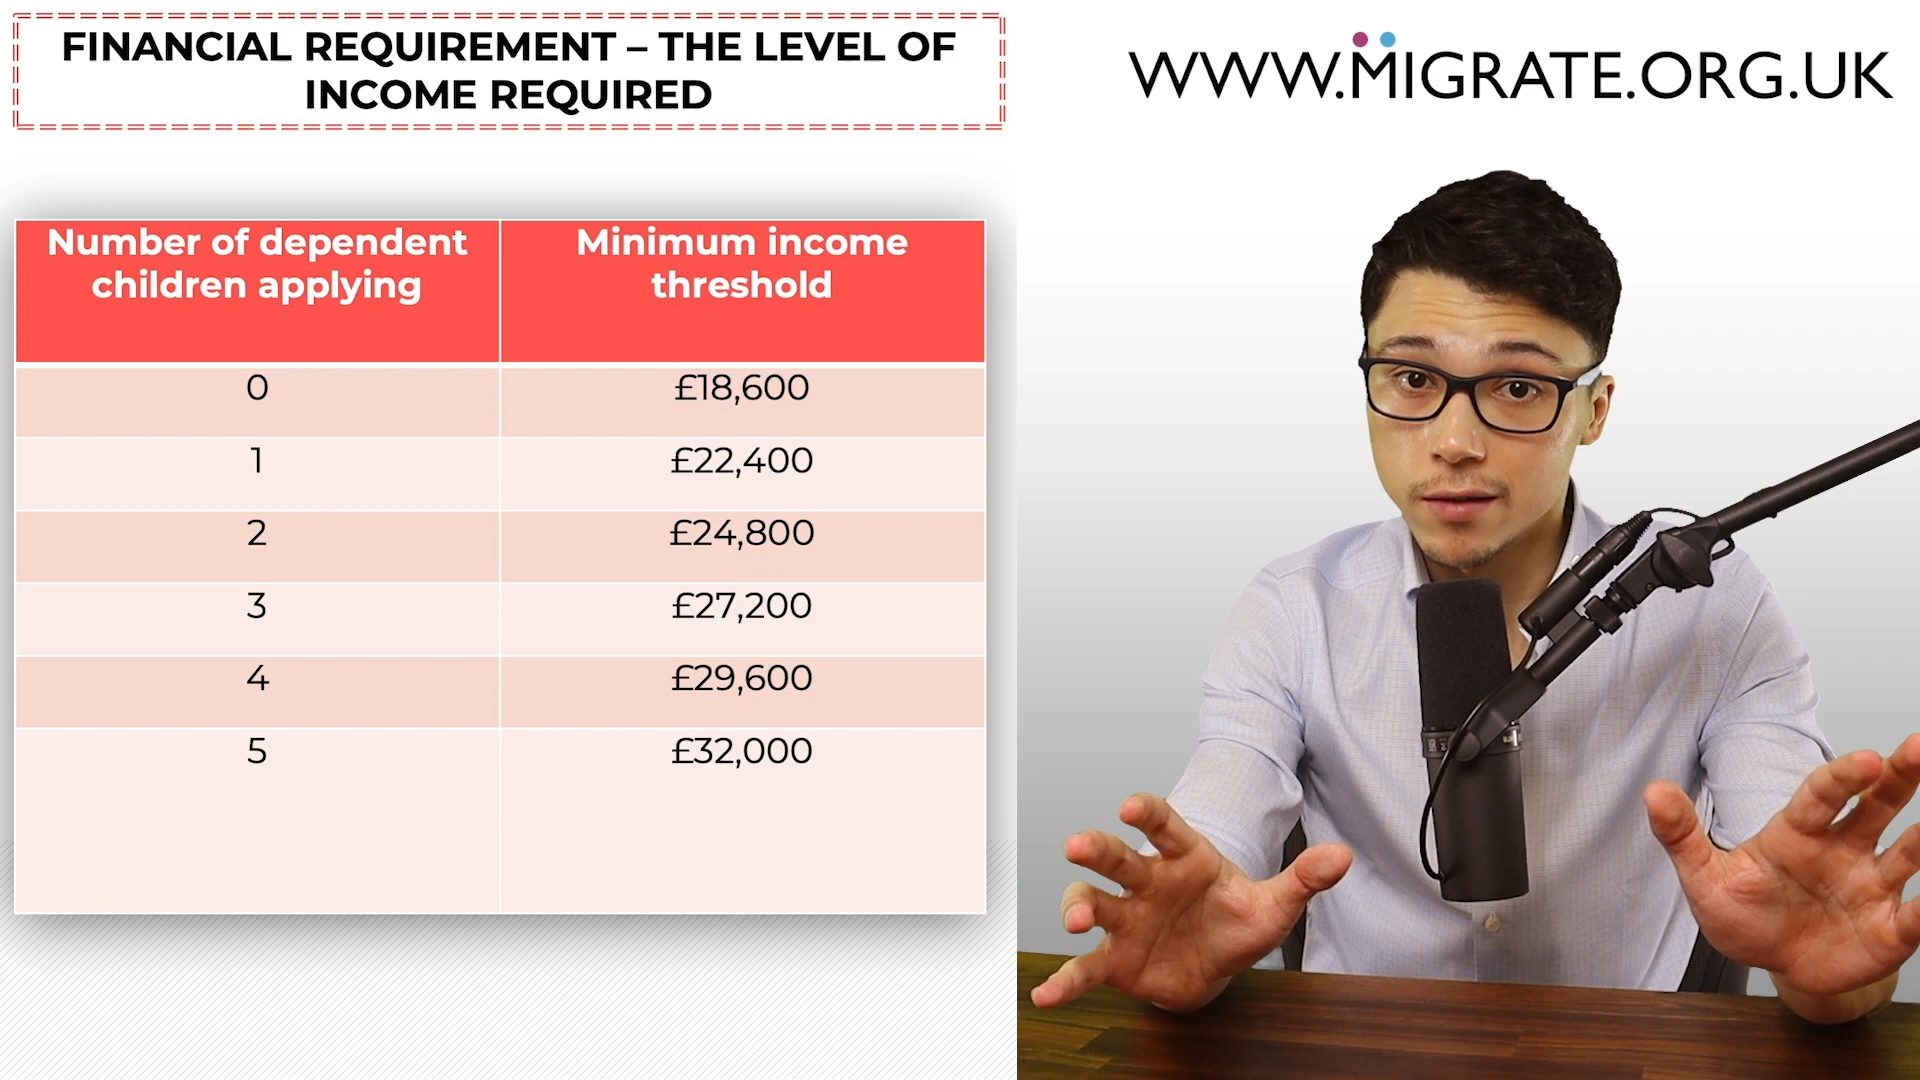 FINANCIAL REQUIREMENT – THE LEVEL OF
INCOME REQUIRED
WWW.MIGRATE.ORG.UK
Number of dependent
children applying
Minimum income
threshold
0
£18,600
1
£22,400
2
£24,800
3
£27,200
4
£29,600
5
£32,000